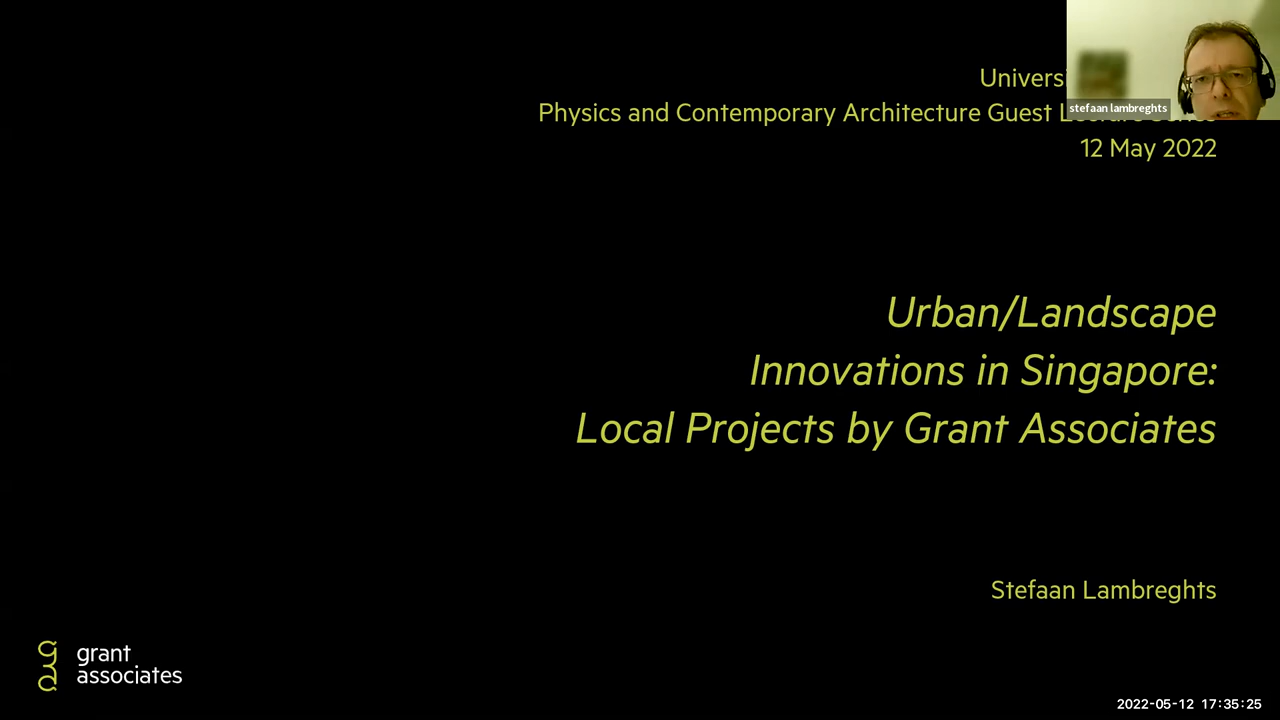 Physics and Contemporary Architecture Guest
stefaan lambreghts
12 May 2022
Urban/Landscape
Innovations in Singapore:
Local Projects by Grant Associates
Stefaan Lambreghts
grant
associates
2022-05-12 17:35:25